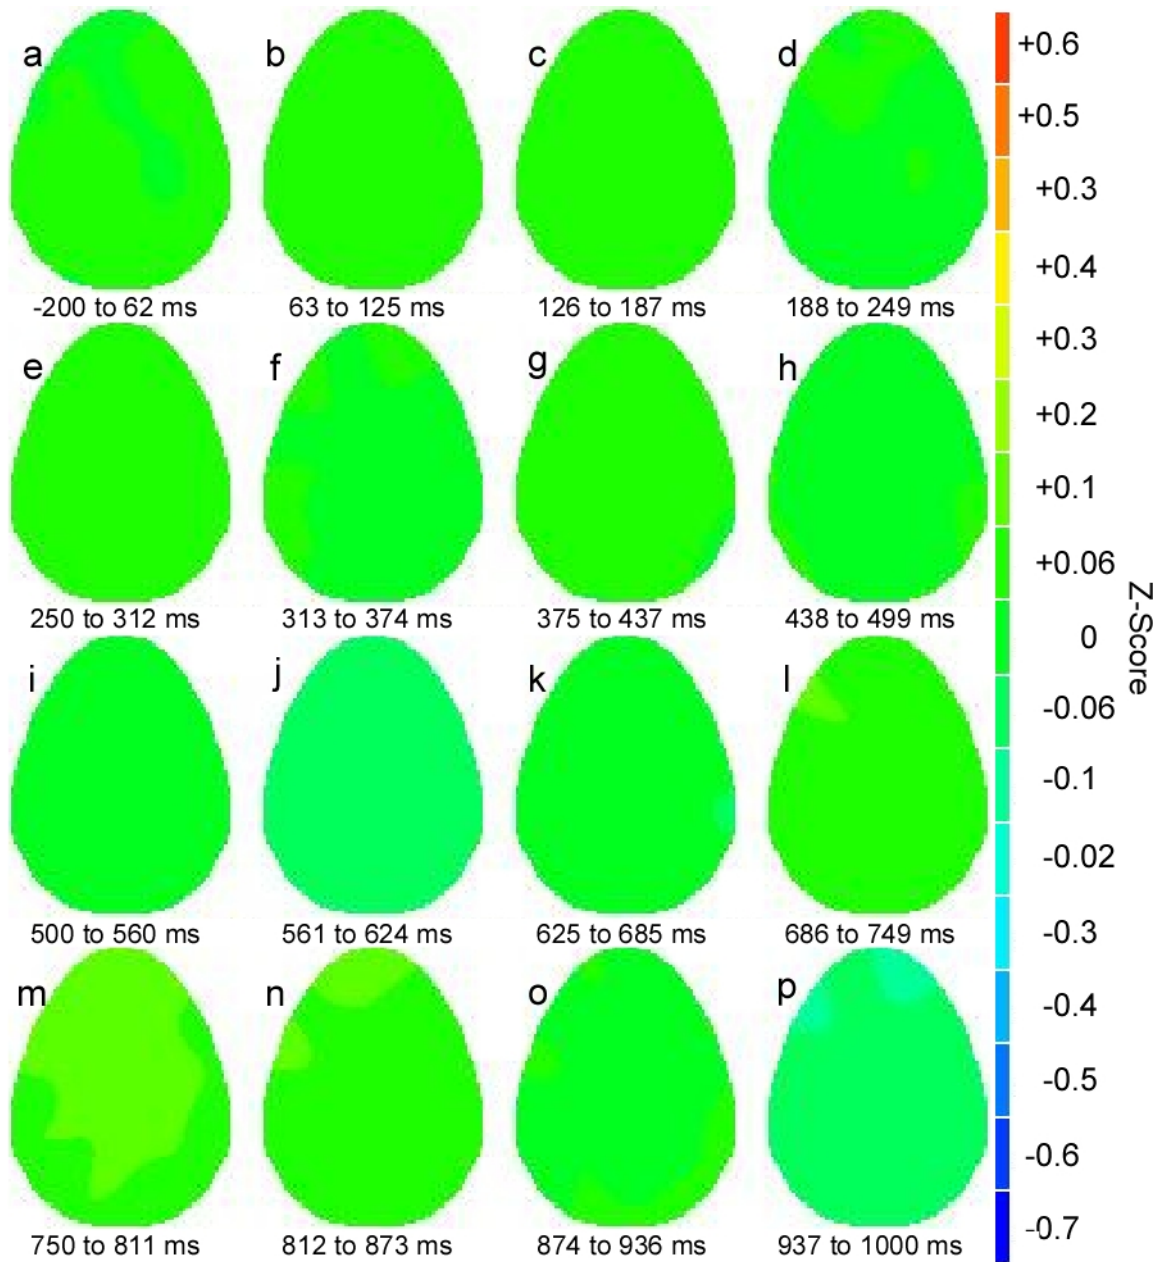 a b c d
-200 to 62 ms 63 to 125 ms 126 to 187 ms 188 to 249 ms
e f g h
250 to 312 ms 313 to 374 ms 375 to 437 ms 438 to 499 ms
i j k l
500 to 560 ms 561 to 624 ms 625 to 685 ms 686 to 749 ms
m n o p
750 to 811 ms 812 to 873 ms 874 to 936 ms 937 to 1000 ms
+0.6
+0.5
+0.3
+0.4
+0.3
+0.2
+0.1
+0.06
0
-0.06
-0.1
-0.02
-0.3
-0.4
-0.5
-0.6
-0.7
Z-Score